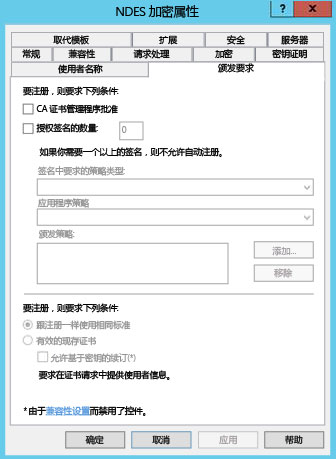 NDES 加密属性
取代模板 扩展 安全 服务器
常规 兼容性 请求处理 加密 密钥证明
使用者名称 颁发要求
要注册，则要求下列条件:
CA 证书管理程序批准
授权签名的数量: 0
如果你需要一个以上的签名，则不允许自动注册。
签名中要求的策略类型:
应用程序策略
颁发策略:
添加...
移除
要注册，则要求下列条件:
跟注册一样使用相同标准
有效的现存证书
允许基于密钥的续订(*)
要求在证书请求中提供使用者信息。
* 由于兼容性设置而禁用了控件。
确定 取消 应用 帮助